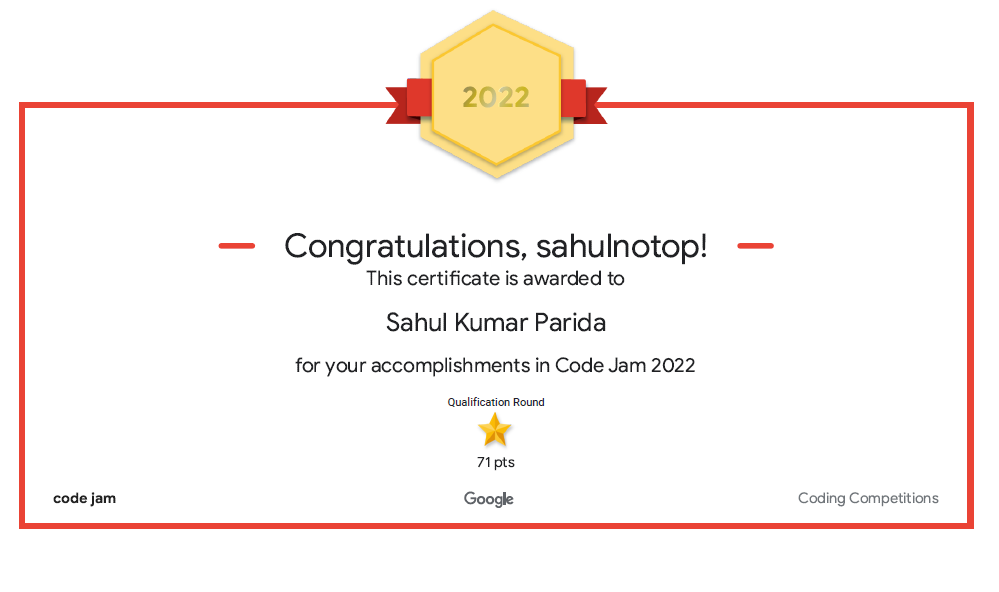 2022
Congratulations, sahulnotop!
This certificate is awarded to
Sahul Kumar Parida
for your accomplishments in Code Jam 2022
Qualification Round
71 pts
code jam
Google
Coding Competitions